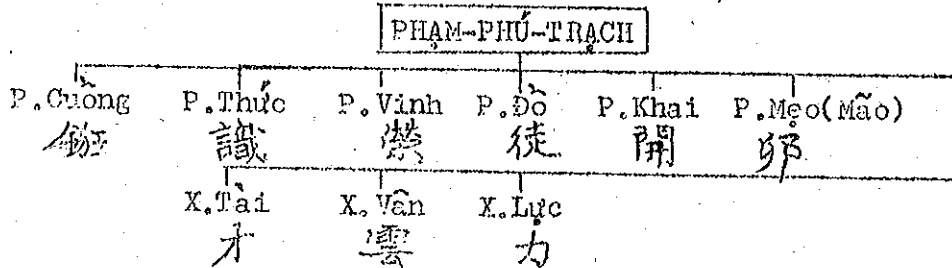 PHẠM-PHÚ-TRẠCH
P.Cuồng P.Thức P.Vinh P.Đồ P.Khai P.Mẹo(Mão)
識 榮 徒 開 卯
X.Tài X.Vân X.Lực
才 雲 力